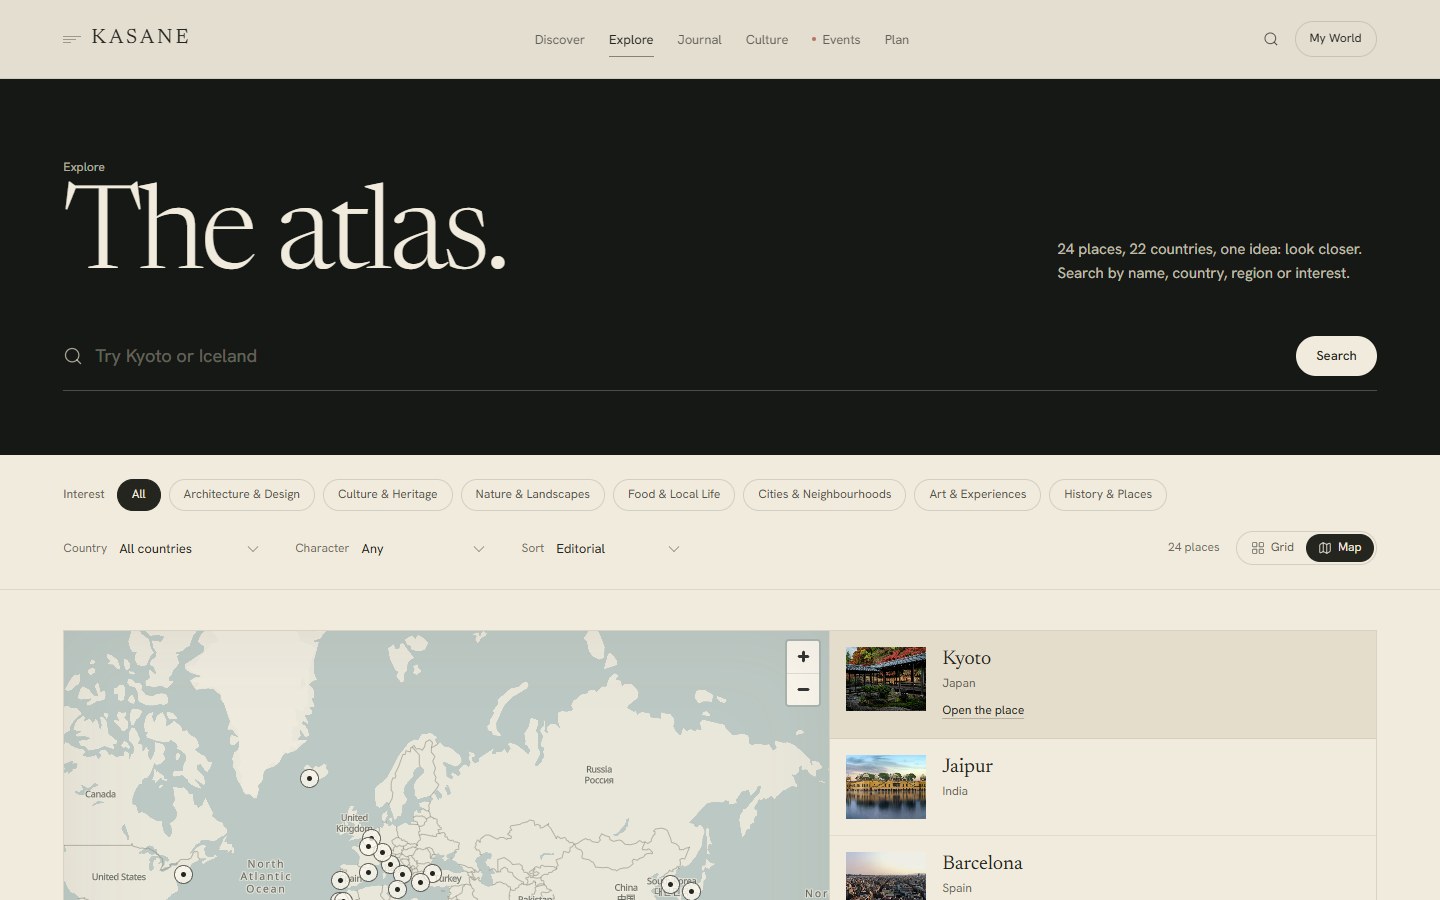 KASANE
Discover
Explore
Journal
Culture
Events
Plan
My World
Explore
The atlas.
24 places, 22 countries, one idea: look closer.
Search by name, country, region or interest.
Try Kyoto or Iceland
Search
Interest
All
Architecture & Design
Culture & Heritage
Nature & Landscapes
Food & Local Life
Cities & Neighbourhoods
Art & Experiences
History & Places
Country
All countries
Character
Any
Sort
Editorial
24 places
Grid
Map
Canada
United States
North
Atlantic
Ocean
United
Kingdom
Russia
Россия
China
中国
+
−
Kyoto
Japan
Open the place
Jaipur
India
Barcelona
Spain